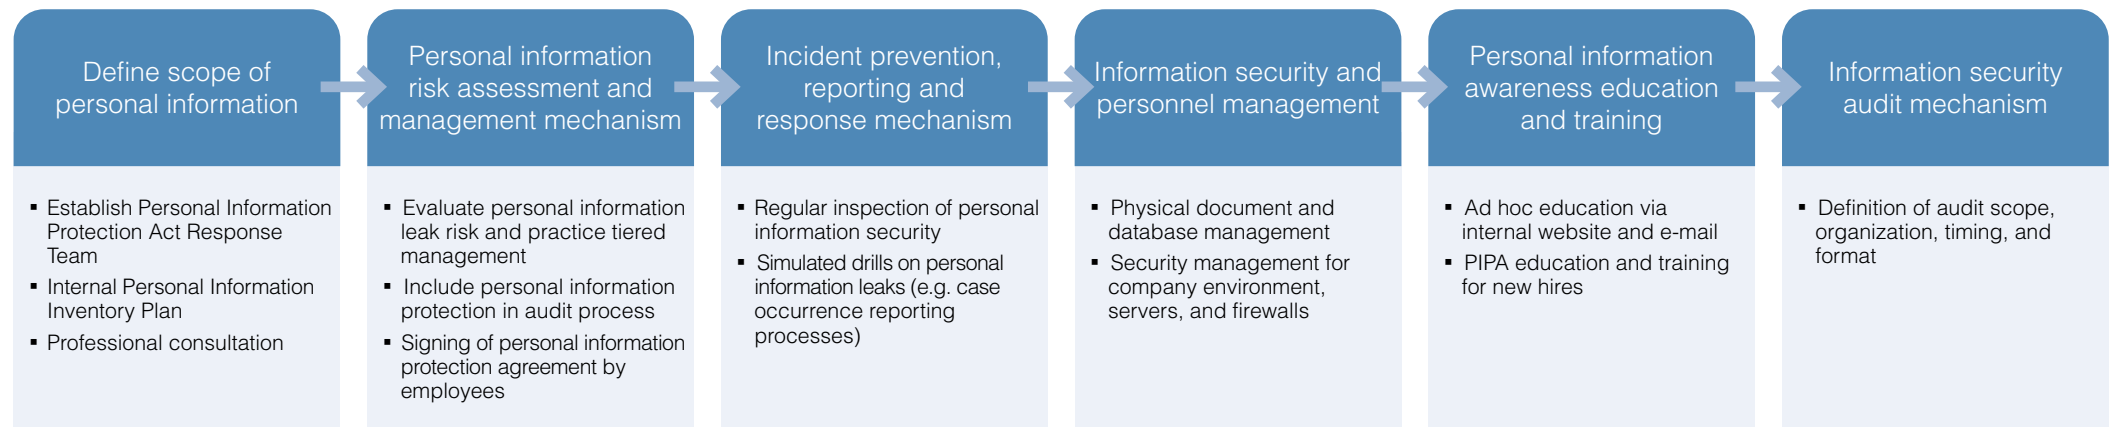 Define scope of
personal information
▪ Establish Personal Information
Protection Act Response
Team
▪ Internal Personal Information
Inventory Plan
▪ Professional consultation
Personal information
risk assessment and
management mechanism
▪ Evaluate personal information
leak risk and practice tiered
management
▪ Include personal information
protection in audit process
▪ Signing of personal information
protection agreement by
employees
Incident prevention,
reporting and
response mechanism
▪ Regular inspection of personal
information security
▪ Simulated drills on personal
information leaks (e.g. case
occurrence reporting
processes)
Information security and
personnel management
▪ Physical document and
database management
▪ Security management for
company environment,
servers, and firewalls
Personal information
awareness education
and training
▪ Ad hoc education via
internal website and e-mail
▪ PIPA education and training
for new hires
Information security
audit mechanism
▪ Definition of audit scope,
organization, timing, and
format